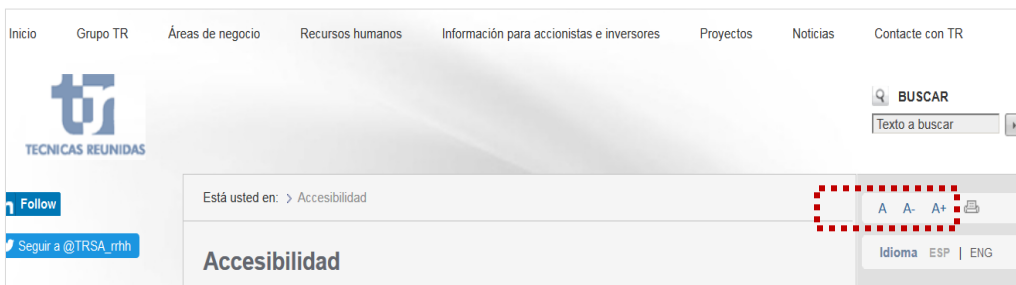 Inicio Grupo TR Áreas de negocio Recursos humanos Información para accionistas e inversores Proyectos Noticias Contacte con TR
tr
TECNICAS REUNIDAS
BUSCAR
Texto a buscar
Follow
Seguir a @TRSA_rrhh
Está usted en: > Accesibilidad
Accesibilidad
A A- A+
Idioma ESP | ENG